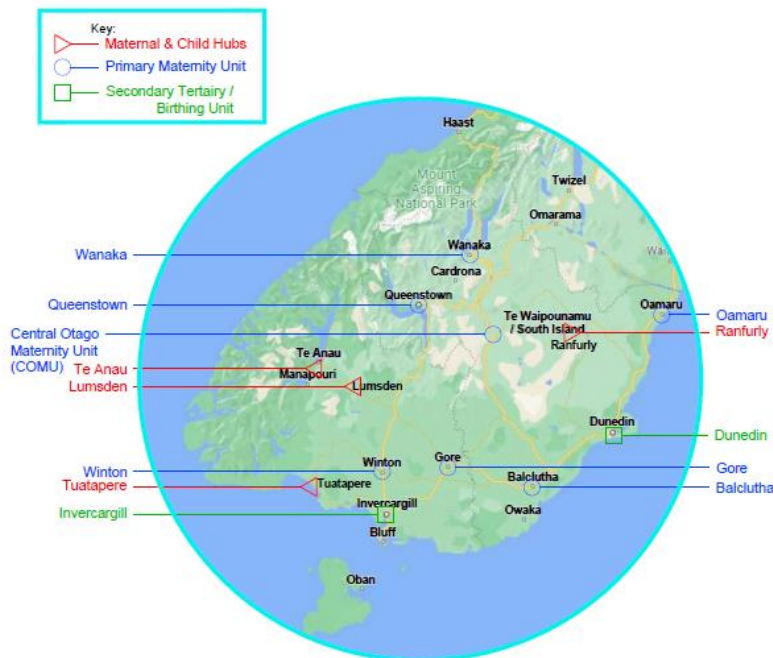 Key:
Maternal & Child Hubs
Primary Maternity Unit
Secondary Tertairy /
Birthing Unit
Haast
Mount
Aspiring
National Park
Twizel
Omarama
Wanaka
Wanaka
Cardrona
Queenstown
Queenstown
Te Waipounamu
/ South Island
Oamaru
Oamaru
Central Otago
Maternity Unit
(COMU)
Ranfurly
Ranfurly
Te Anau
Te Anau
Manapouri
Lumsden
Lumsden
Dunedin
Dunedin
Winton
Winton
Gore
Gore
Tuatapere
Tuatapere
Balclutha
Balclutha
Invercargill
Invercargill
Owaka
Bluff
Oban